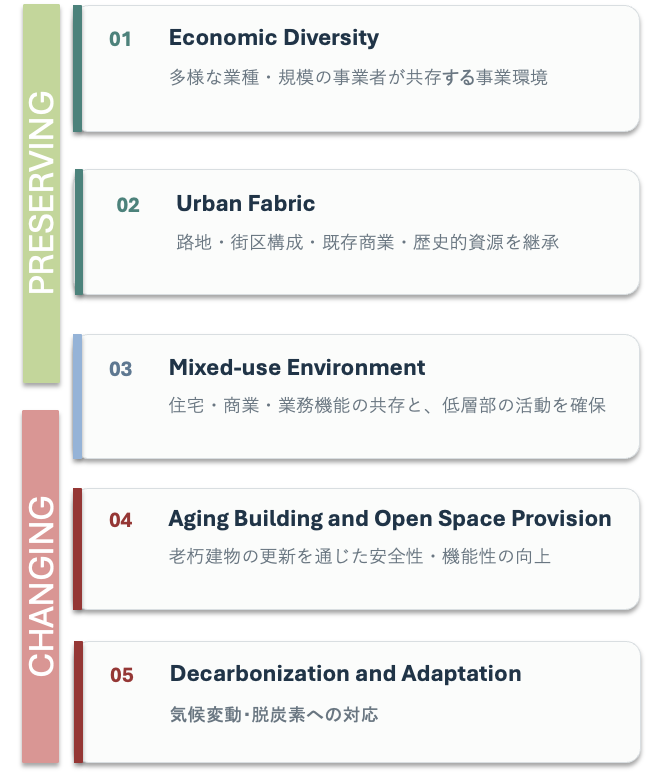 PRESERVING
01 Economic Diversity
多様な業種・規模の事業者が共存する事業環境
02 Urban Fabric
路地・街区構成・既存商業・歴史的資源を継承
03 Mixed-use Environment
住宅・商業・業務機能の共存と、低層部の活動を確保
CHANGING
04 Aging Building and Open Space Provision
老朽建物の更新を通じた安全性・機能性の向上
05 Decarbonization and Adaptation
気候変動・脱炭素への対応